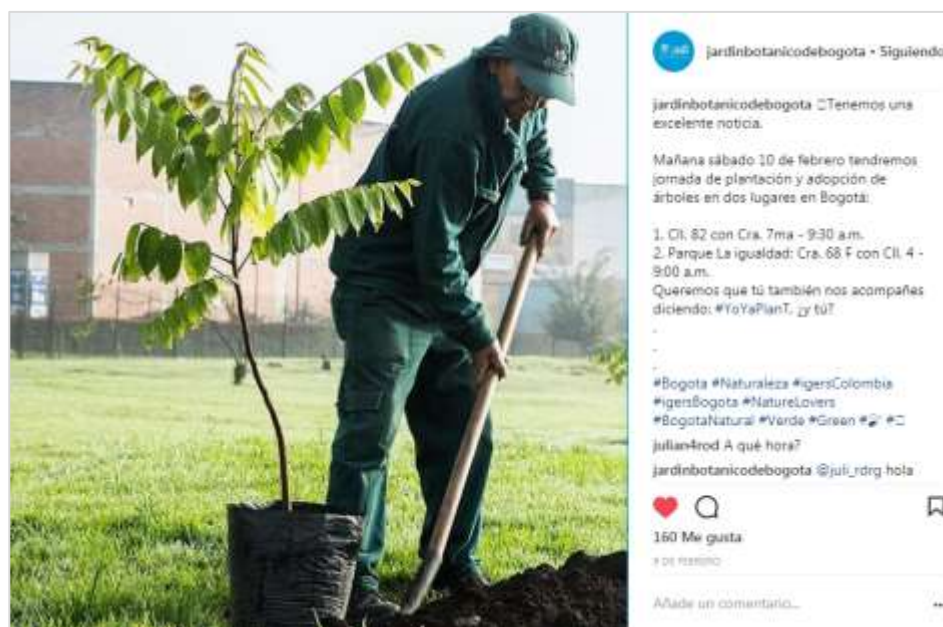 jardinbotanicodebogota • Siguiendo
jardinbotanicodebogota □Tenemos una
excelente noticia.
Mañana sábado 10 de febrero tendremos
jornada de plantación y adopción de
árboles en dos lugares en Bogotá:
1. Cll. 82 con Cra. 7ma - 9:30 a.m.
2. Parque La igualdad: Cra. 68 F con Cll. 4 -
9:00 a.m.
Queremos que tú también nos acompañes
diciendo: #YoYaPlanT, ¿y tú?
.
.
.
#Bogota #Naturaleza #igersColombia
#igersBogota #NatureLovers
#BogotaNatural #Verde #Green #🌿 #□
julian4rod A qué hora?
jardinbotanicodebogota @juli_rdrg hola
160 Me gusta
9 DE FEBRERO
Añade un comentario...